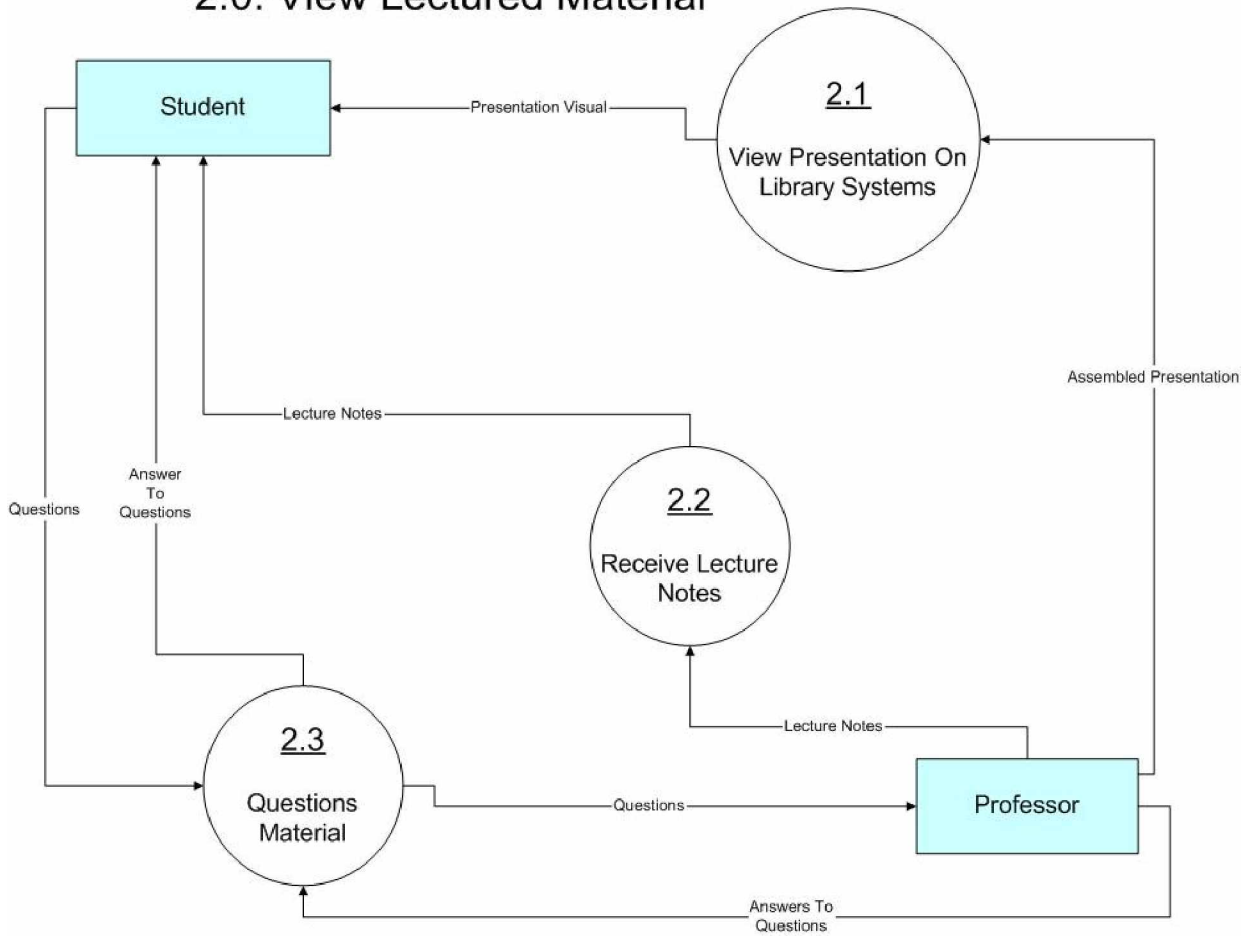 2.0: View Lectured Material
Student
Presentation Visual
2.1
View Presentation On
Library Systems
Assembled Presentation
Lecture Notes
Answer
To
Questions
Questions
2.2
Receive Lecture
Notes
Lecture Notes
2.3
Questions
Material
Questions
Professor
Answers To
Questions